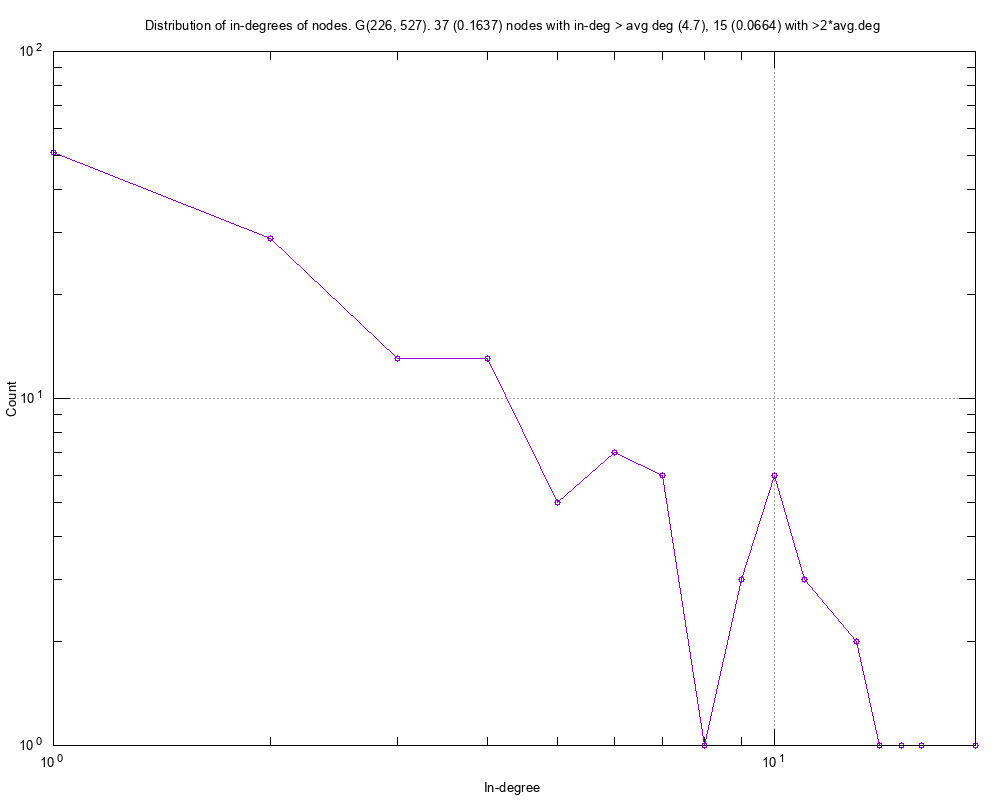 Distribution of in-degrees of nodes. G(226, 527). 37 (0.1637) nodes with in-deg > avg deg (4.7), 15 (0.0664) with >2*avg.deg
10^2
Count
10^1
10^0
10^0 10^1
In-degree